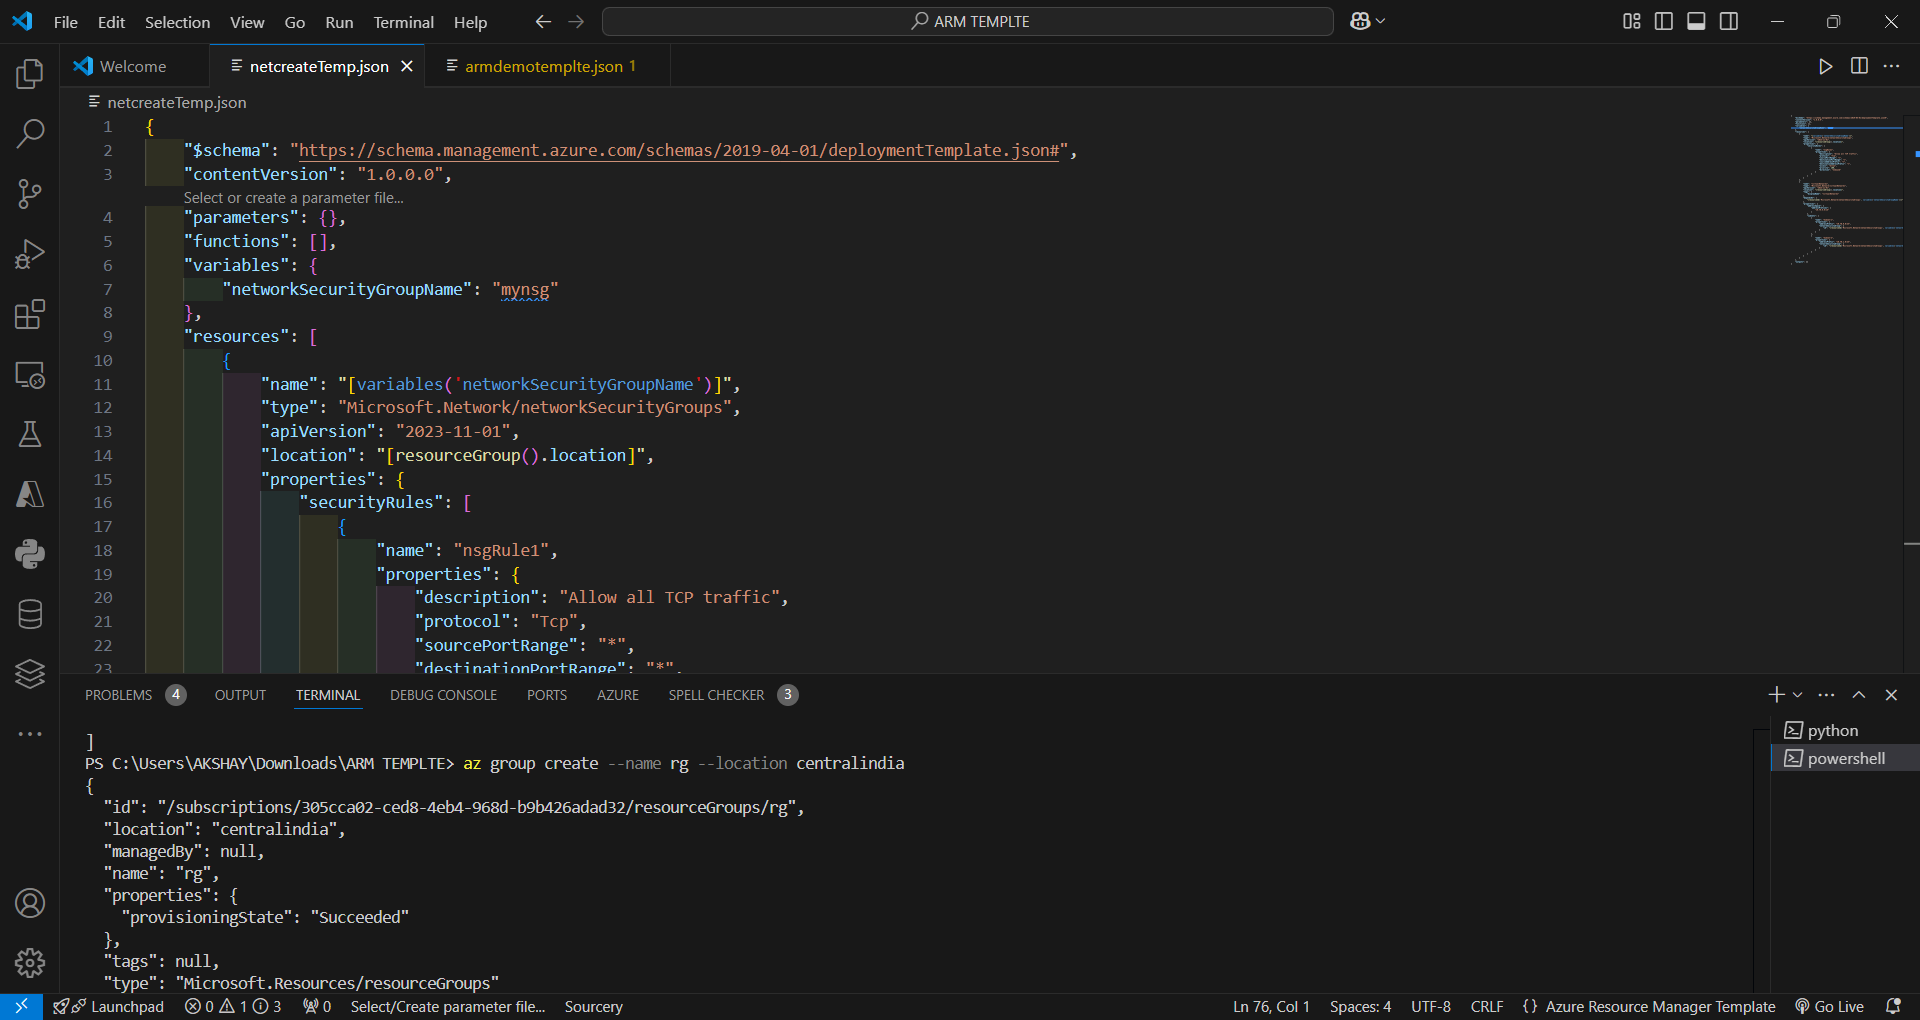 File Edit Selection View Go Run Terminal Help
ARM TEMPLTE
Welcome
netcreateTemp.json
armdemotemplte.json 1
netcreateTemp.json
1 {
2 "$schema": "https://schema.management.azure.com/schemas/2019-04-01/deploymentTemplate.json#",
3 "contentVersion": "1.0.0.0",
Select or create a parameter file...
4 "parameters": {},
5 "functions": [],
6 "variables": {
7 "networkSecurityGroupName": "mynsg"
8 },
9 "resources": [
10 {
11 "name": "[variables('networkSecurityGroupName')]",
12 "type": "Microsoft.Network/networkSecurityGroups",
13 "apiVersion": "2023-11-01",
14 "location": "[resourceGroup().location]",
15 "properties": {
16 "securityRules": [
17 {
18 "name": "nsgRule1",
19 "properties": {
20 "description": "Allow all TCP traffic",
21 "protocol": "Tcp",
22 "sourcePortRange": "*",
23 "destinationPortRange": "*",
PROBLEMS 4 OUTPUT TERMINAL DEBUG CONSOLE PORTS AZURE SPELL CHECKER 3
python
powershell
]
PS C:\Users\AKSHAY\Downloads\ARM TEMPLTE> az group create --name rg --location centralindia
{
"id": "/subscriptions/305cca02-ced8-4eb4-968d-b9b426adad32/resourceGroups/rg",
"location": "centralindia",
"managedBy": null,
"name": "rg",
"properties": {
"provisioningState": "Succeeded"
},
"tags": null,
"type": "Microsoft.Resources/resourceGroups"
Launchpad 0 1 3 0 Select/Create parameter file... Sourcery Ln 76, Col 1 Spaces: 4 UTF-8 CRLF {} Azure Resource Manager Template Go Live